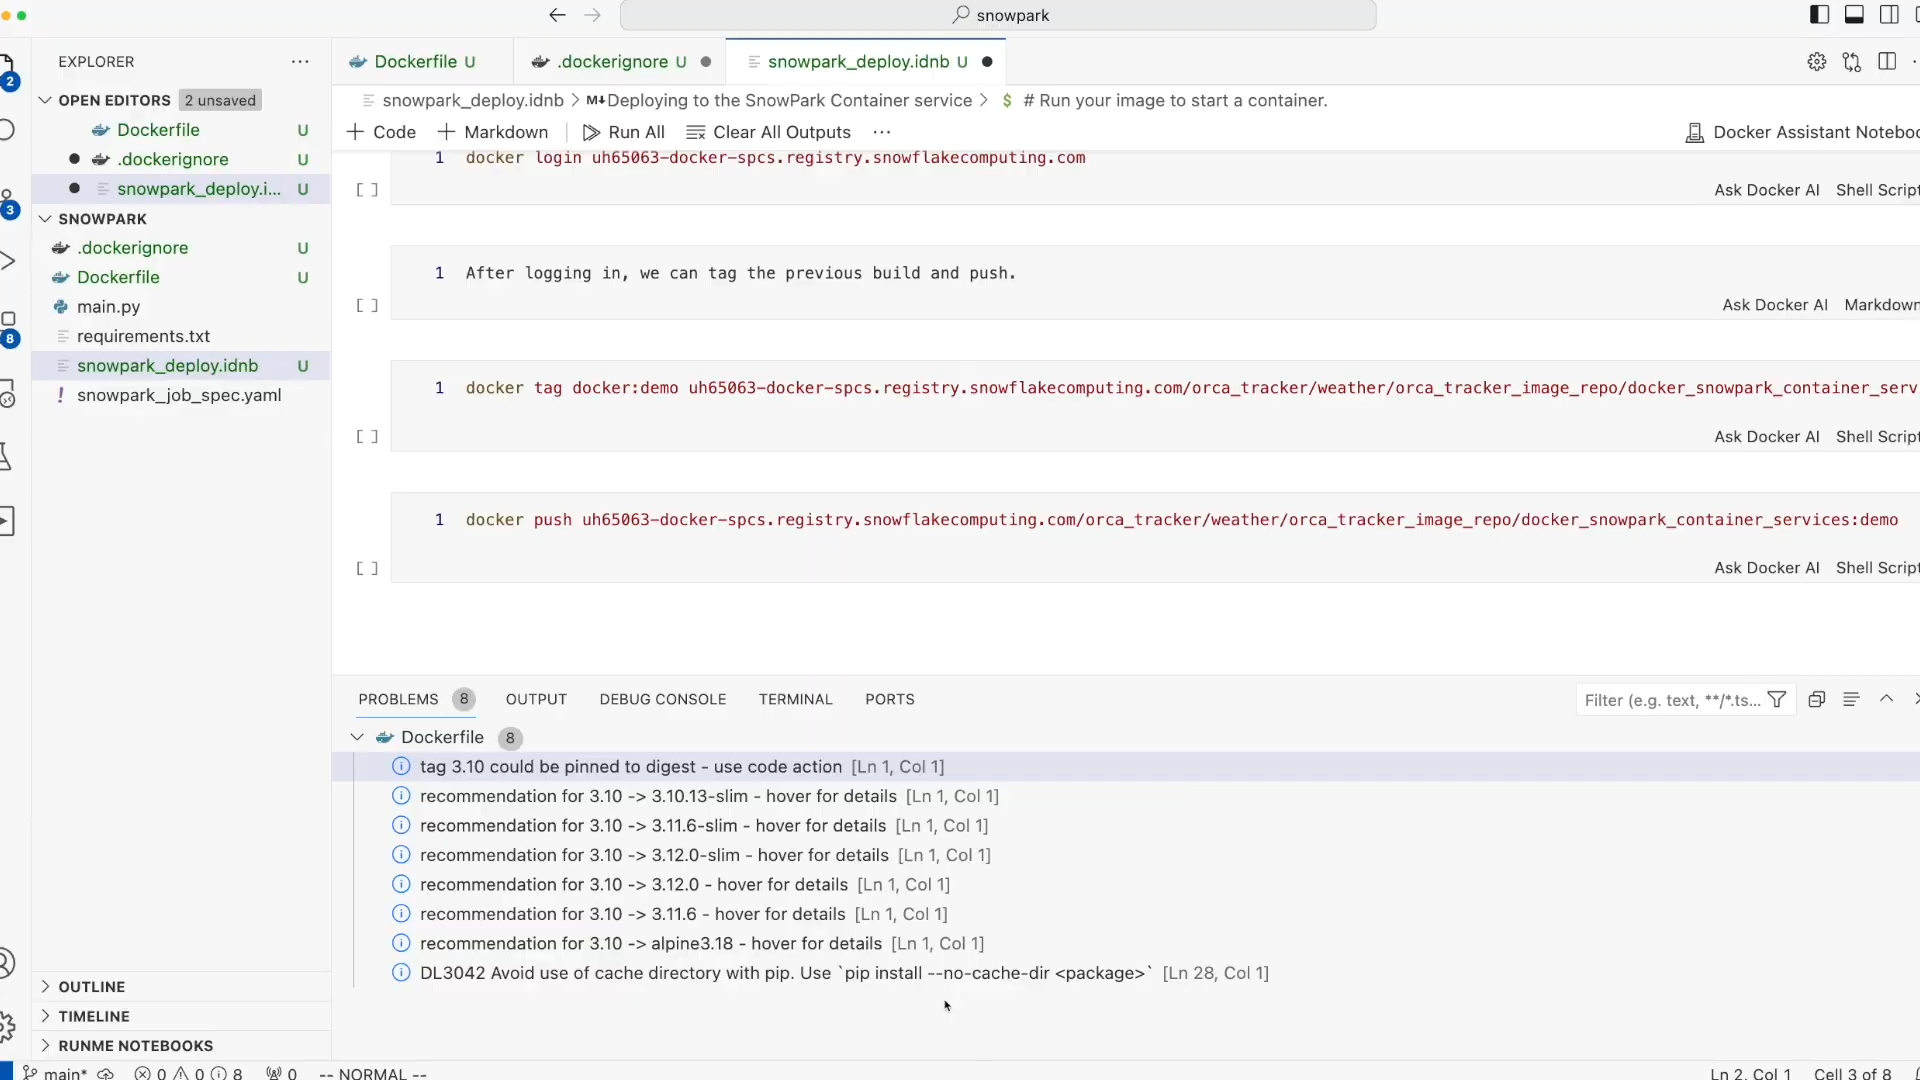 snowpark
EXPLORER
OPEN EDITORS 2 unsaved
Dockerfile U
.dockerignore U
snowpark_deploy.i... U
SNOWPARK
.dockerignore U
Dockerfile U
main.py
requirements.txt
snowpark_deploy.idnb U
snowpark_job_spec.yaml
OUTLINE
TIMELINE
RUNME NOTEBOOKS
2
3
8
Dockerfile U
.dockerignore U
snowpark_deploy.idnb U
snowpark_deploy.idnb > M↓ Deploying to the SnowPark Container service > $ # Run your image to start a container.
+ Code + Markdown Run All Clear All Outputs ...
1 docker login uh65063-docker-spcs.registry.snowflakecomputing.com
[ ]
Ask Docker AI Shell Script
1 After logging in, we can tag the previous build and push.
[ ]
Ask Docker AI
1 docker tag docker:demo uh65063-docker-spcs.registry.snowflakecomputing.com/orca_tracker/weather/orca_tracker_image_repo/docker_snowpark_container_serv
[ ]
Ask Docker AI Shell Script
1 docker push uh65063-docker-spcs.registry.snowflakecomputing.com/orca_tracker/weather/orca_tracker_image_repo/docker_snowpark_container_services:demo
[ ]
Ask Docker AI Shell Script
Docker Assistant
PROBLEMS 8 OUTPUT DEBUG CONSOLE TERMINAL PORTS
Filter (e.g. text, **/*.ts...
Dockerfile 8
tag 3.10 could be pinned to digest - use code action [Ln 1, Col 1]
recommendation for 3.10 -> 3.10.13-slim - hover for details [Ln 1, Col 1]
recommendation for 3.10 -> 3.11.6-slim - hover for details [Ln 1, Col 1]
recommendation for 3.10 -> 3.12.0-slim - hover for details [Ln 1, Col 1]
recommendation for 3.10 -> 3.12.0 - hover for details [Ln 1, Col 1]
recommendation for 3.10 -> 3.11.6 - hover for details [Ln 1, Col 1]
recommendation for 3.10 -> alpine3.18 - hover for details [Ln 1, Col 1]
DL3042 Avoid use of cache directory with pip. Use `pip install --no-cache-dir <package>` [Ln 28, Col 1]
main* 0 0 8 0 -- NORMAL --
Ln 2, Col 1 Cell 3 of 8